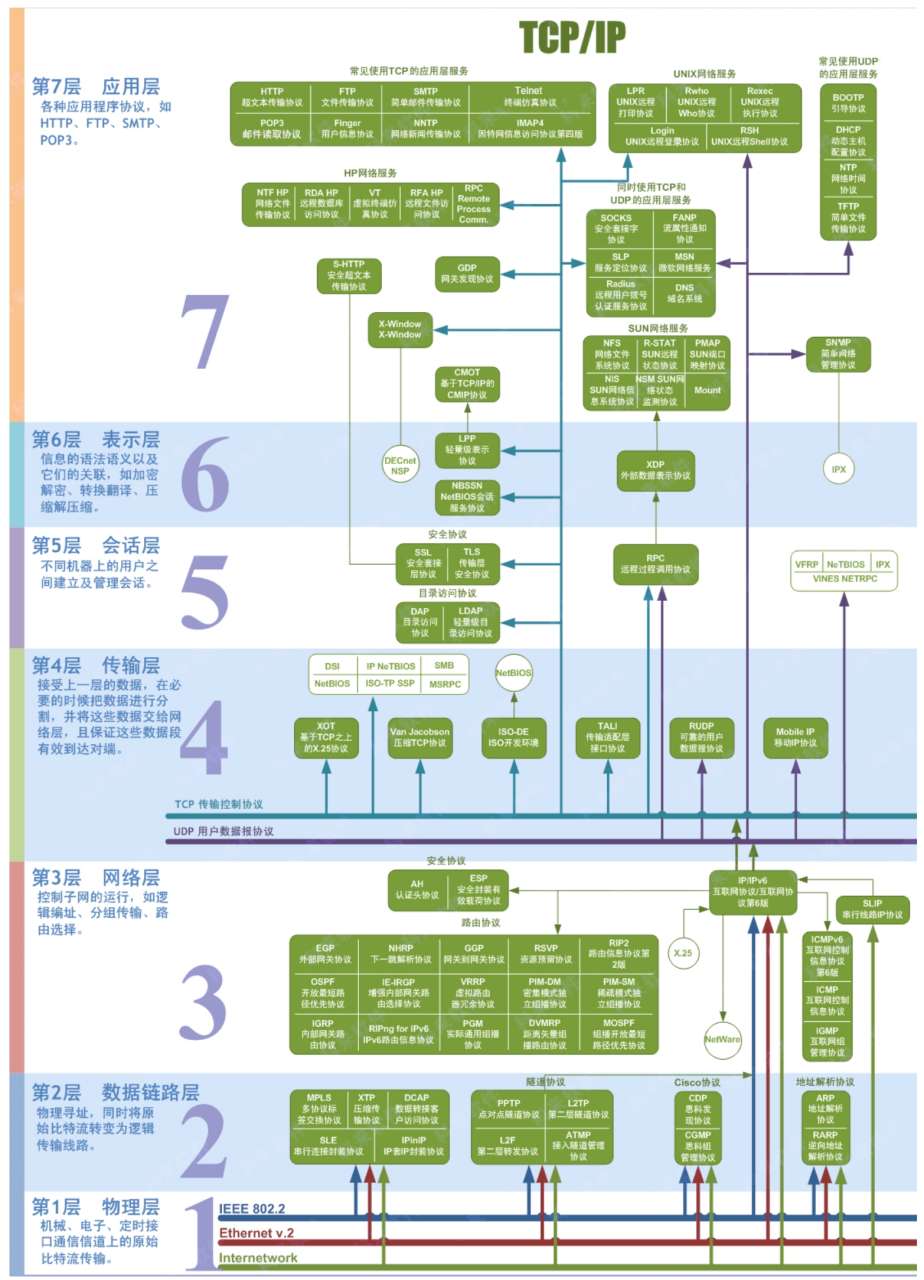 TCP/IP
第7层 应用层
各种应用程序协议，如
HTTP、FTP、SMTP、
POP3。
常见使用TCP的应用层服务
HTTP
超文本传输协议
FTP
文件传输协议
SMTP
简单邮件传输协议
Telnet
终端仿真协议
POP3
邮件读取协议
Finger
用户信息协议
NNTP
网络新闻传输协议
IMAP4
因特网信息访问协议第四版
UNIX网络服务
LPR
UNIX远程
打印协议
Rwho
UNIX远程
Who协议
Rexec
UNIX远程
执行协议
Login
UNIX远程登录协议
RSH
UNIX远程Shell协议
常见使用UDP
的应用层服务
BOOTP
引导协议
DHCP
动态主机
配置协议
NTP
网络时间
协议
TFTP
简单文件
传输协议
HP网络服务
NTF HP
网络文件
传输协议
RDA HP
远程数据库
访问协议
VT
虚拟终端仿
真协议
RFA HP
远程文件访
问协议
RPC
Remote
Process
Comm.
同时使用TCP和
UDP的应用层服务
SOCKS
安全套接字
协议
FANP
流属性通知
协议
SLP
服务定位协议
MSN
微软网络服务
Radius
远程用户拨号
认证服务协议
DNS
域名系统
S-HTTP
安全超文本
传输协议
GDP
网关发现协议
X-Window
X-Window
CMOT
基于TCP/IP的
CMIP协议
SUN网络服务
NFS
网络文件
系统协议
R-STAT
SUN远程
状态协议
PMAP
SUN端口
映射协议
NIS
SUN网络信
息系统协议
NSM SUN网
络状态
监测协议
Mount
SNMP
简单网络
管理协议
7
第6层 表示层
信息的语法语义以及
它们的关联，如加密
解密、转换翻译、压
缩解压缩。
6
DECnet
NSP
LPP
轻量级表示
协议
NBSSN
NetBIOS会话
服务协议
XDP
外部数据表示协议
IPX
第5层 会话层
不同机器上的用户之
间建立及管理会话。
5
安全协议
SSL
安全套接
层协议
TLS
传输层
安全协议
目录访问协议
DAP
目录访问
协议
LDAP
轻量级目
录访问协议
RPC
远程过程调用协议
VFRP
NeTBIOS
IPX
VINES NETRPC
第4层 传输层
接受上一层的数据，在必
要的时候把数据进行分
割，并将这些数据交给网
络层，且保证这些数据段
有效到达对端。
4
DSI
IP NeTBIOS
SMB
NetBIOS
ISO-TP SSP
MSRPC
NetBIOS
XOT
基于TCP之上
的X.25协议
Van Jacobson
压缩TCP协议
ISO-DE
ISO开发环境
TALI
传输适配层
接口协议
RUDP
可靠的用户
数据报协议
Mobile IP
移动IP协议
TCP 传输控制协议
UDP 用户数据报协议
第3层 网络层
控制子网的运行，如逻
辑编址、分组传输、路
由选择。
3
安全协议
AH
认证头协议
ESP
安全封装有
效载荷协议
IP/IPv6
互联网协议/互联网协
议第6版
SLIP
串行线路IP协议
路由协议
EGP
外部网关协议
NHRP
下一跳解析协议
GGP
网关到网关协议
RSVP
资源预留协议
RIP2
路由信息协议第
2版
OSPF
开放最短路
径优先协议
IE-IRGP
增强内部网关路
由选择协议
VRRP
虚拟路由
器冗余协议
PIM-DM
密集模式独
立组播协议
PIM-SM
稀疏模式独
立组播协议
IGRP
内部网关路
由协议
RIPng for IPv6
IPv6路由信息协议
PGM
实际通用组播
协议
DVMRP
距离矢量组
播路由协议
MOSPF
组播开放最短
路径优先协议
X.25
NetWare
ICMPv6
互联网控制
信息协议
第6版
ICMP
互联网控制
信息协议
IGMP
互联网组
管理协议
第2层 数据链路层
物理寻址，同时将原
始比特流转变为逻辑
传输线路。
2
MPLS
多协议标
签交换协议
XTP
压缩传
输协议
DCAP
数据转接客
户访问协议
SLE
串行连接封装协议
IPinIP
IP套IP封装协议
隧道协议
PPTP
点对点隧道协议
L2TP
第二层隧道协议
L2F
第二层转发协议
ATMP
接入隧道管理
协议
Cisco协议
CDP
思科发
现协议
CGMP
思科组
管理协议
地址解析协议
ARP
地址解析
协议
RARP
逆向地址
解析协议
第1层 物理层
机械、电子、定时接
口通信信道上的原始
比特流传输。
1
IEEE 802.2
Ethernet v.2
Internetwork